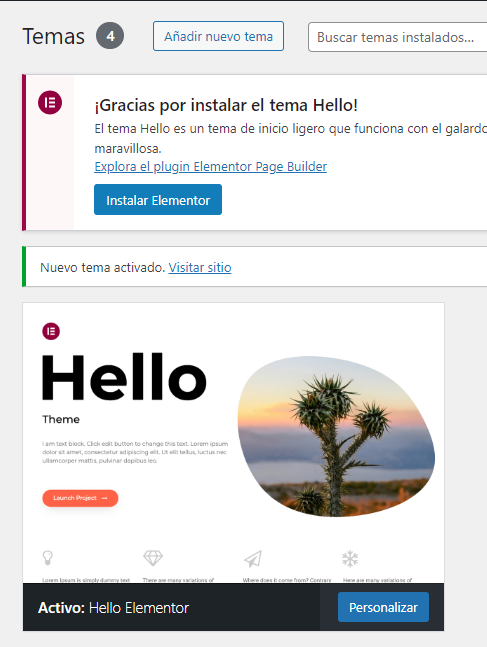 Temas 4 Añadir nuevo tema Buscar temas instalados...
¡Gracias por instalar el tema Hello!
El tema Hello es un tema de inicio ligero que funciona con el galardo
maravillosa.
Explora el plugin Elementor Page Builder
Instalar Elementor
Nuevo tema activado. Visitar sitio
Hello
Theme
I am text block. Click edit button to change this text. Lorem ipsum
dolor sit amet, consectetur adipiscing elit. Ut elit tellus, luctus nec
ullamcorper mattis, pulvinar dapibus leo.
Launch Project →
Lorem Ipsum is simply dummy text There are many variations of Where does it come from? Contrary Here are many variations of
Activo: Hello Elementor Personalizar